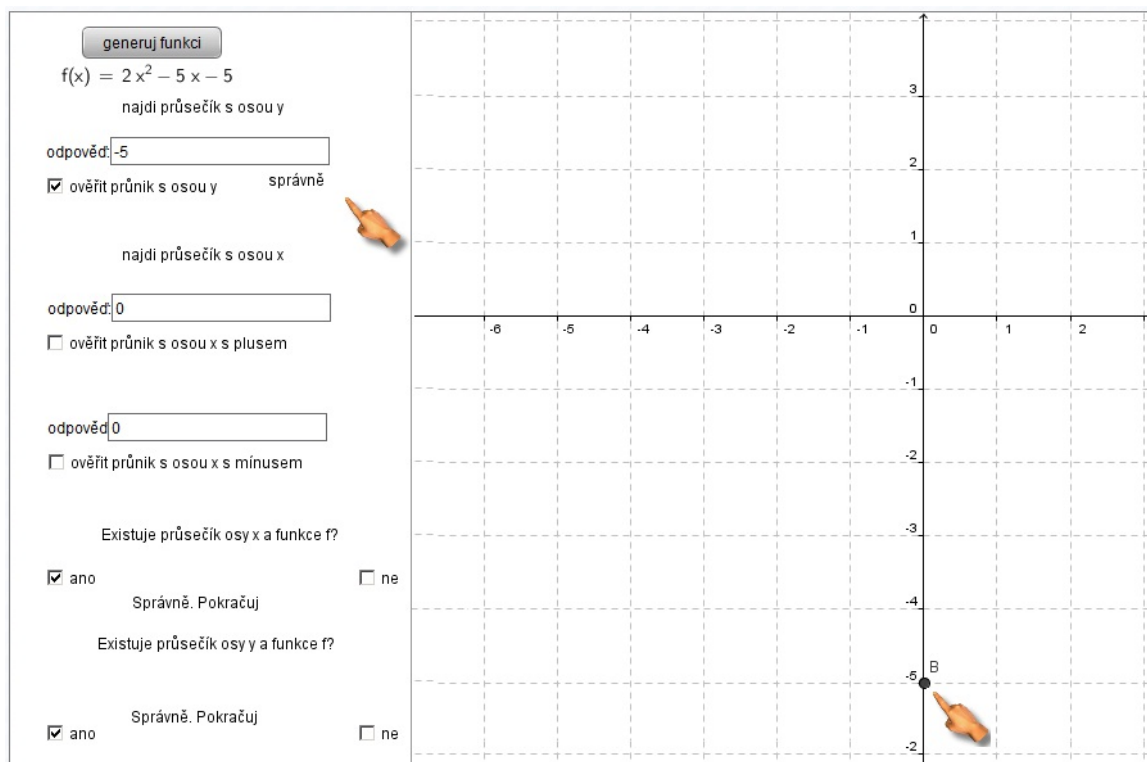 generuj funkci
f(x) = 2 x² − 5 x − 5
najdi průsečík s osou y
odpověď: -5
ověřit průnik s osou y správně
najdi průsečík s osou x
odpověď: 0
ověřit průnik s osou x s plusem
odpověď 0
ověřit průnik s osou x s mínusem
Existuje průsečík osy x a funkce f?
ano ne
Správně. Pokračuj
Existuje průsečík osy y a funkce f?
Správně. Pokračuj
ano ne
3
2
1
0
-6 -5 -4 -3 -2 -1 0 1 2
-1
-2
-3
-4
B
-5
-2